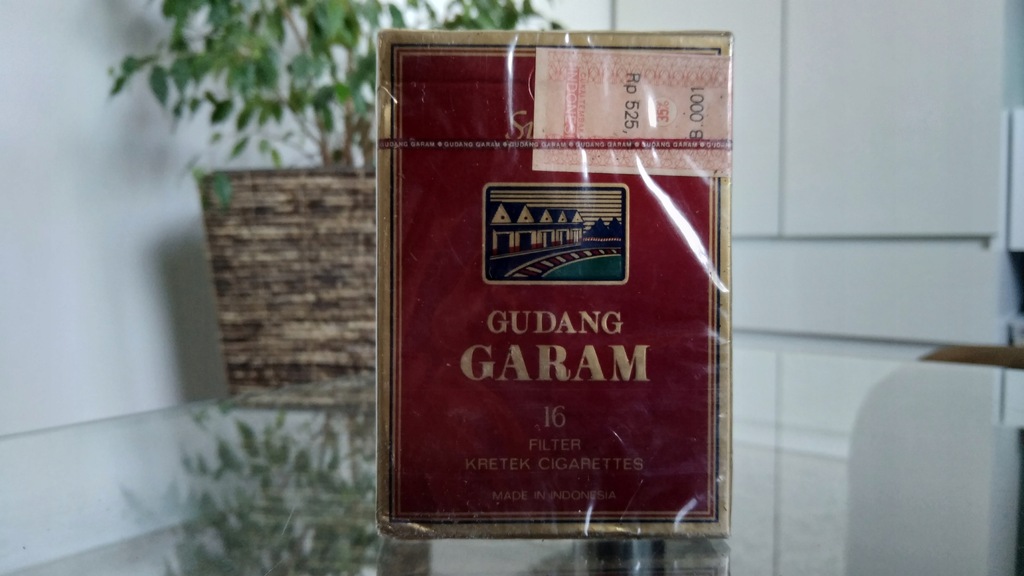 Rp 525,
B 0001
GUDANG GARAM GUDANG GARAM GUDANG GARAM GUDANG GARAM GUDANG GARAM
GUDANG
GARAM
16
FILTER
KRETEK CIGARETTES
MADE IN INDONESIA